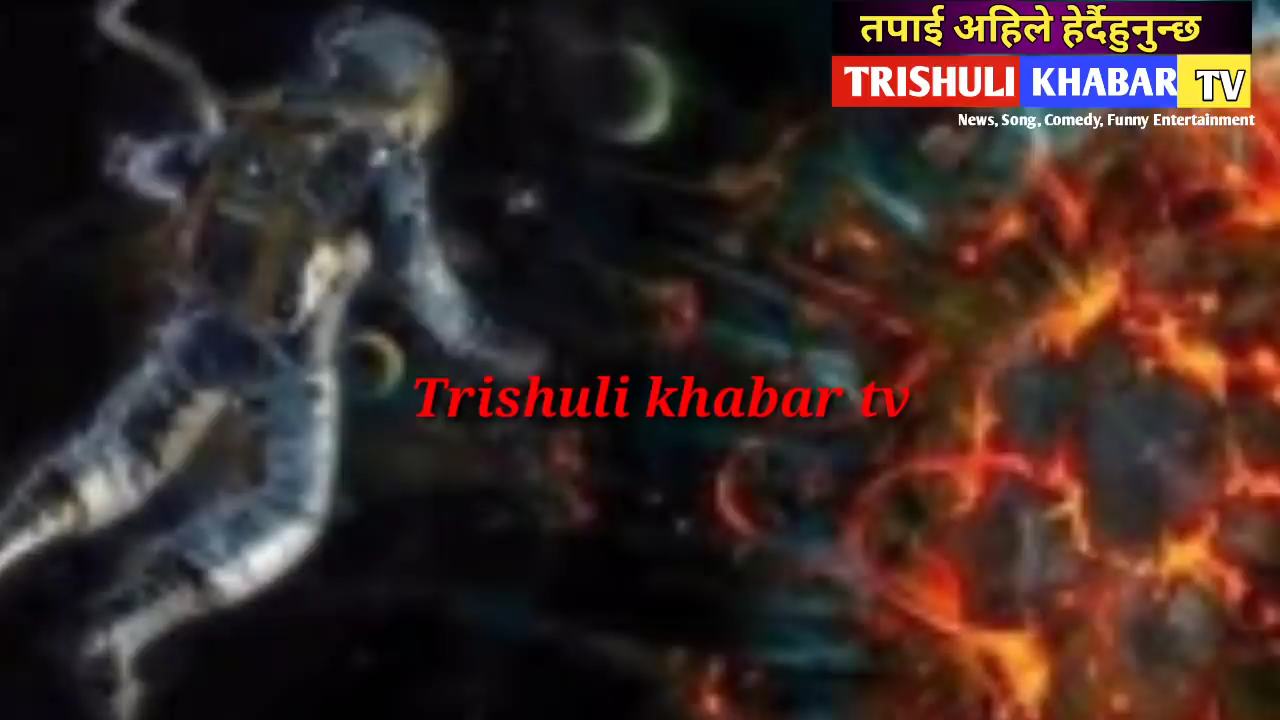 तपाई अहिले हेर्दैहुनुन्छ
TRISHULI KHABAR TV
News, Song, Comedy, Funny Entertainment
Trishuli khabar tv